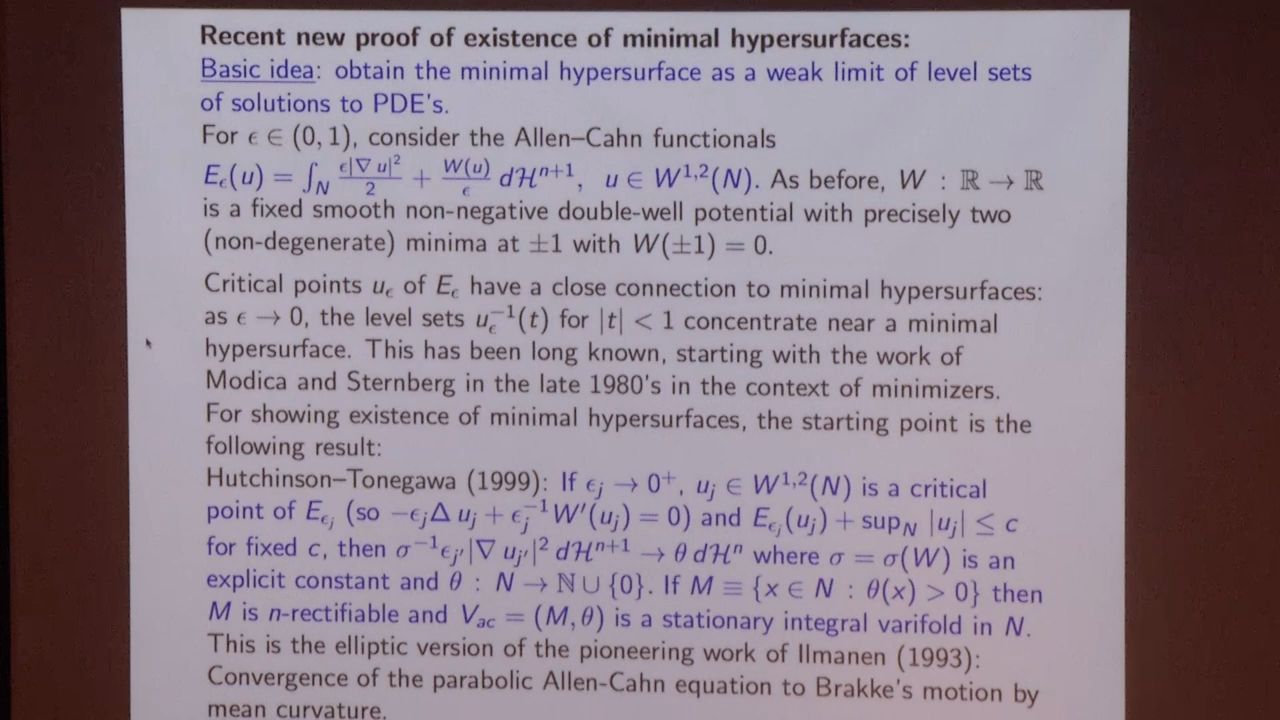 Recent new proof of existence of minimal hypersurfaces:
Basic idea: obtain the minimal hypersurface as a weak limit of level sets
of solutions to PDE's.
For ϵ ∈ (0, 1), consider the Allen–Cahn functionals
E_ϵ(u) = ∫_N ϵ|∇u|²/2 + W(u)/ϵ dℋ^{n+1}, u ∈ W^{1,2}(N). As before, W : ℝ → ℝ
is a fixed smooth non-negative double-well potential with precisely two
(non-degenerate) minima at ±1 with W(±1) = 0.
Critical points u_ϵ of E_ϵ have a close connection to minimal hypersurfaces:
as ϵ → 0, the level sets u_ϵ^{−1}(t) for |t| < 1 concentrate near a minimal
hypersurface. This has been long known, starting with the work of
Modica and Sternberg in the late 1980's in the context of minimizers.
For showing existence of minimal hypersurfaces, the starting point is the
following result:
Hutchinson–Tonegawa (1999): If ϵ_j → 0⁺, u_j ∈ W^{1,2}(N) is a critical
point of E_{ϵ_j} (so −ϵ_jΔ u_j + ϵ_j^{−1}W′(u_j) = 0) and E_{ϵ_j}(u_j) + sup_N |u_j| ≤ c
for fixed c, then σ^{−1}ϵ_{j′}|∇ u_{j′}|² dℋ^{n+1} → θ dℋ^n where σ = σ(W) is an
explicit constant and θ : N → ℕ ∪ {0}. If M ≡ {x ∈ N : θ(x) > 0} then
M is n-rectifiable and V_{ac} = (M, θ) is a stationary integral varifold in N.
This is the elliptic version of the pioneering work of Ilmanen (1993):
Convergence of the parabolic Allen-Cahn equation to Brakke's motion by
mean curvature.